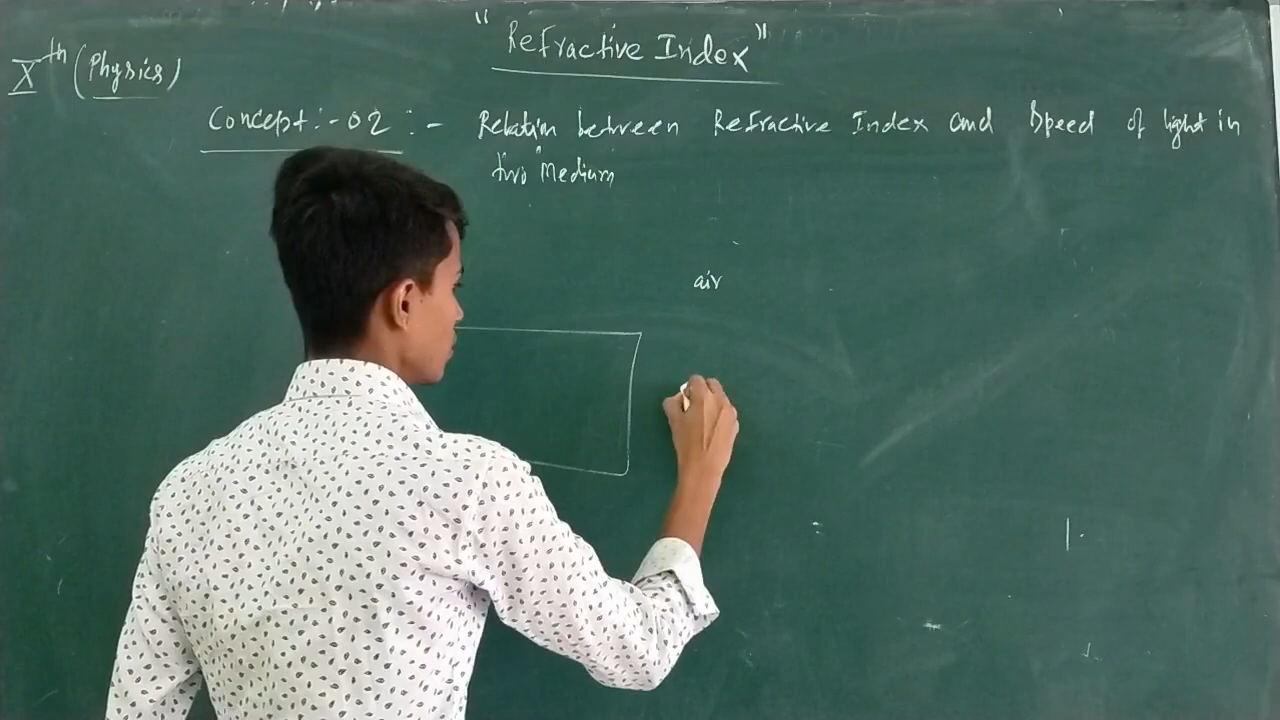 "Refractive Index"
Xth (Physics)
Concept:-02 :- Relation between Refractive Index and Speed of light in
two Medium
air